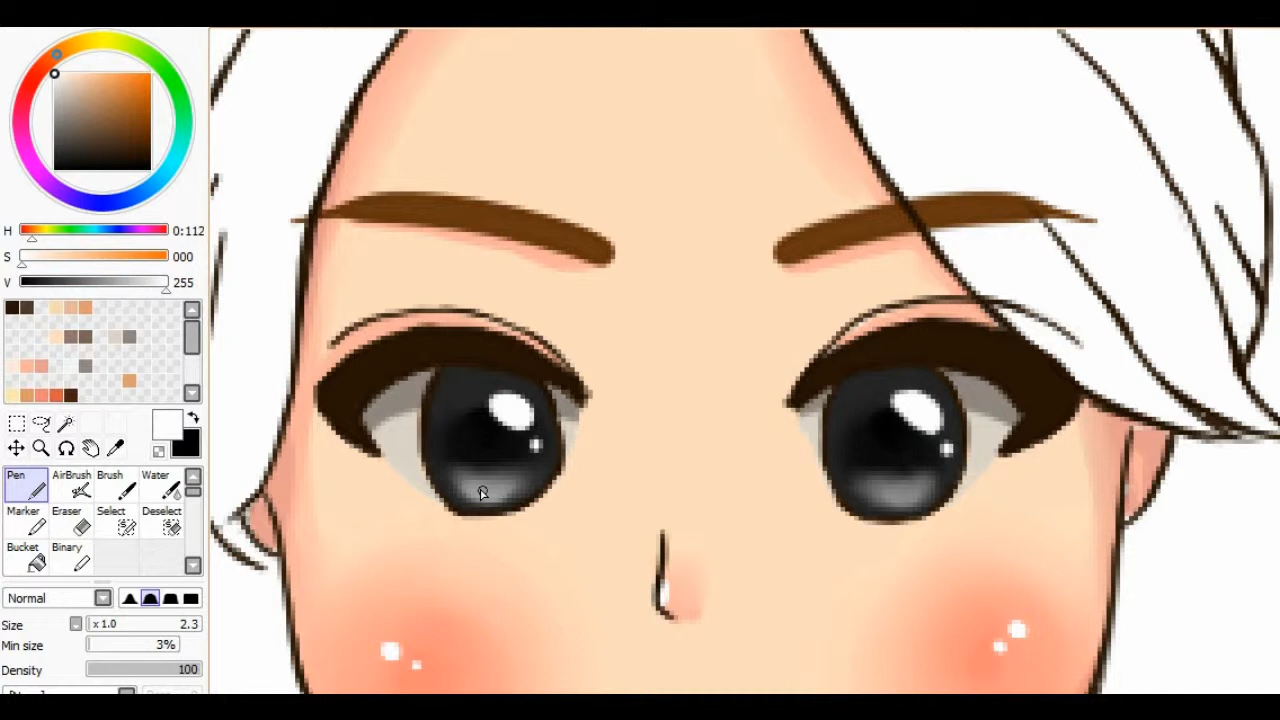 H 0:112
S 000
V 255
Pen AirBrush Brush Water
Marker Eraser Select Deselect
Bucket Binary
Normal
Size x 1.0 2.3
Min size 3%
Density 100